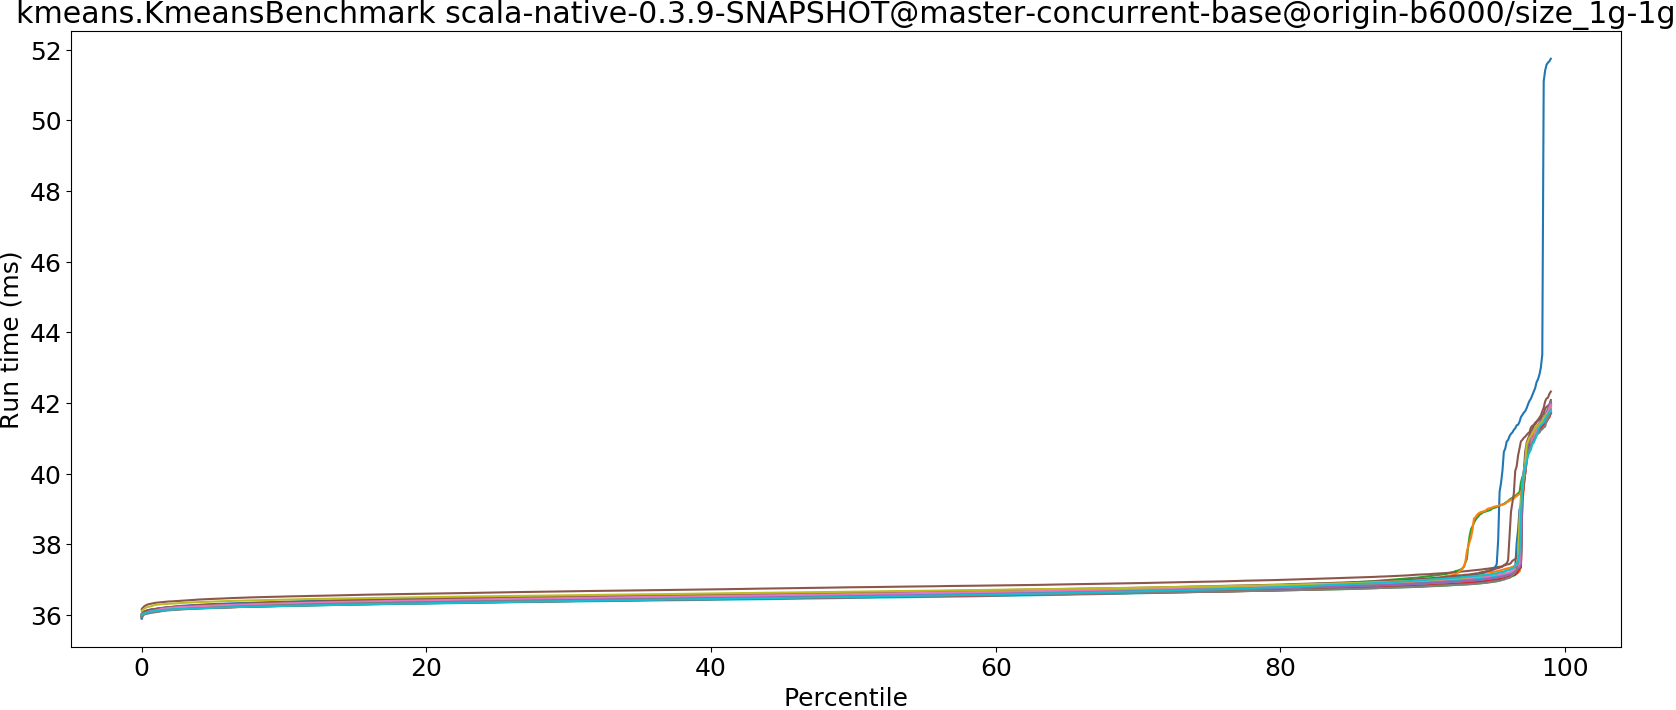 kmeans.KmeansBenchmark scala-native-0.3.9-SNAPSHOT@master-concurrent-base@origin-b6000/size_1g-1g
52
50
48
46
44
42
40
38
36
Run time (ms)
0 20 40 60 80 100
Percentile